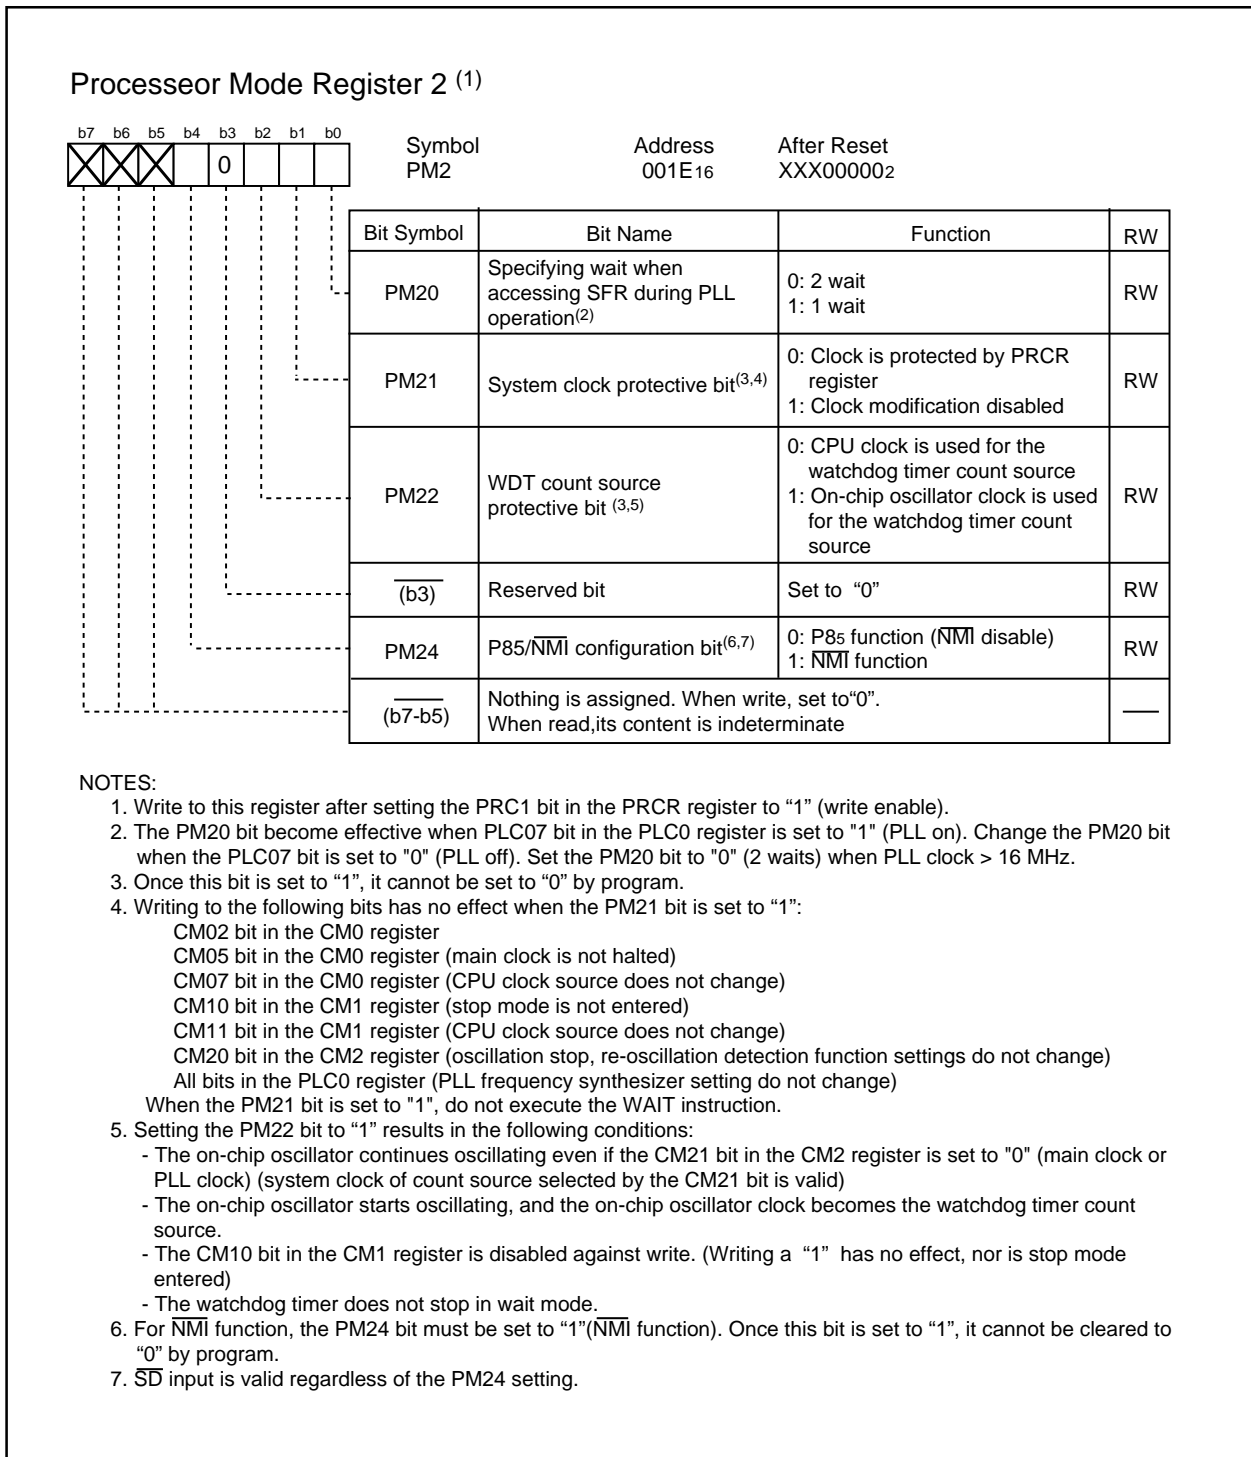 Processeor Mode Register 2 (1)
b7 b6 b5 b4 b3 b2 b1 b0
0
Symbol Address After Reset
PM2 001E16 XXX000002
Bit Symbol Bit Name Function RW
PM20 Specifying wait when accessing SFR during PLL operation(2) 0: 2 wait 1: 1 wait RW
PM21 System clock protective bit(3,4) 0: Clock is protected by PRCR register 1: Clock modification disabled RW
PM22 WDT count source protective bit (3,5) 0: CPU clock is used for the watchdog timer count source 1: On-chip oscillator clock is used for the watchdog timer count source RW
(b3) Reserved bit Set to “0” RW
PM24 P85/NMI configuration bit(6,7) 0: P85 function (NMI disable) 1: NMI function RW
(b7-b5) Nothing is assigned. When write, set to“0”. When read,its content is indeterminate —
NOTES:
1. Write to this register after setting the PRC1 bit in the PRCR register to “1” (write enable).
2. The PM20 bit become effective when PLC07 bit in the PLC0 register is set to "1" (PLL on). Change the PM20 bit
when the PLC07 bit is set to "0" (PLL off). Set the PM20 bit to "0" (2 waits) when PLL clock > 16 MHz.
3. Once this bit is set to “1”, it cannot be set to “0” by program.
4. Writing to the following bits has no effect when the PM21 bit is set to “1”:
CM02 bit in the CM0 register
CM05 bit in the CM0 register (main clock is not halted)
CM07 bit in the CM0 register (CPU clock source does not change)
CM10 bit in the CM1 register (stop mode is not entered)
CM11 bit in the CM1 register (CPU clock source does not change)
CM20 bit in the CM2 register (oscillation stop, re-oscillation detection function settings do not change)
All bits in the PLC0 register (PLL frequency synthesizer setting do not change)
When the PM21 bit is set to "1", do not execute the WAIT instruction.
5. Setting the PM22 bit to “1” results in the following conditions:
- The on-chip oscillator continues oscillating even if the CM21 bit in the CM2 register is set to "0" (main clock or
PLL clock) (system clock of count source selected by the CM21 bit is valid)
- The on-chip oscillator starts oscillating, and the on-chip oscillator clock becomes the watchdog timer count
source.
- The CM10 bit in the CM1 register is disabled against write. (Writing a “1” has no effect, nor is stop mode
entered)
- The watchdog timer does not stop in wait mode.
6. For NMI function, the PM24 bit must be set to “1”(NMI function). Once this bit is set to “1”, it cannot be cleared to
“0” by program.
7. SD input is valid regardless of the PM24 setting.